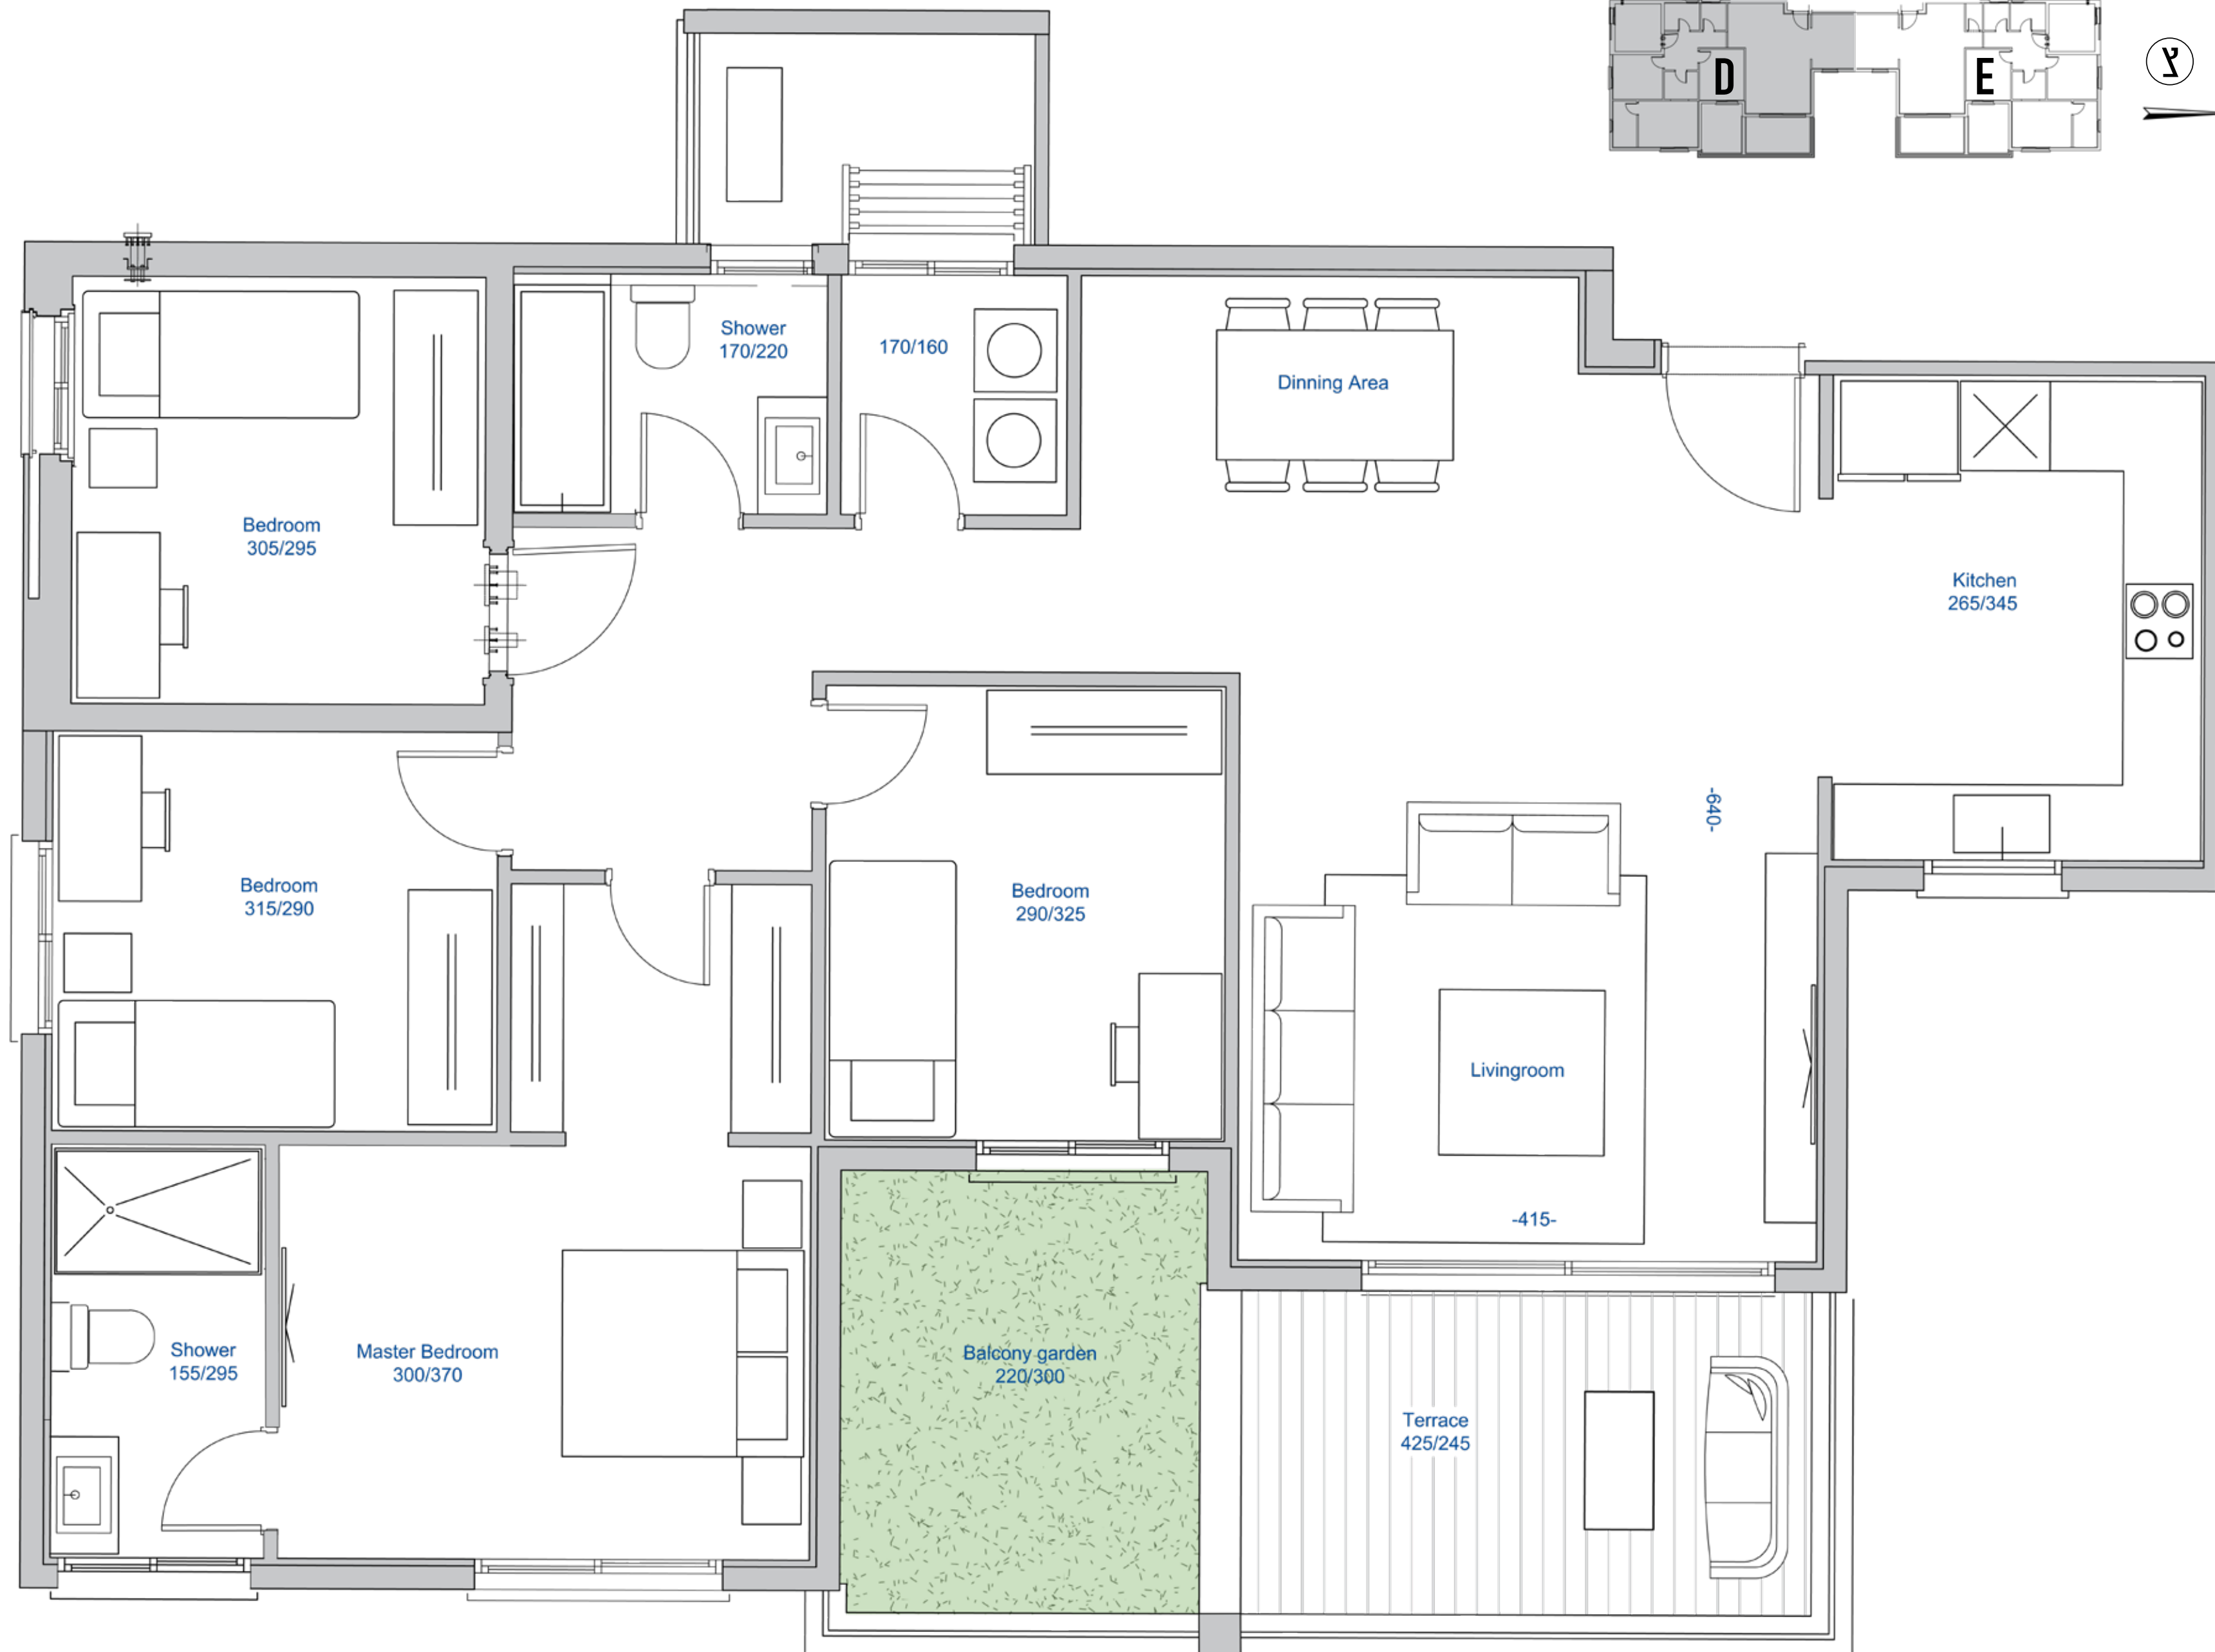 D
E
Shower
170/220
170/160
Dinning Area
Bedroom
305/295
Kitchen
265/345
-640-
Bedroom
315/290
Bedroom
290/325
Livingroom
-415-
Shower
155/295
Master Bedroom
300/370
Balcony garden
220/300
Terrace
425/245